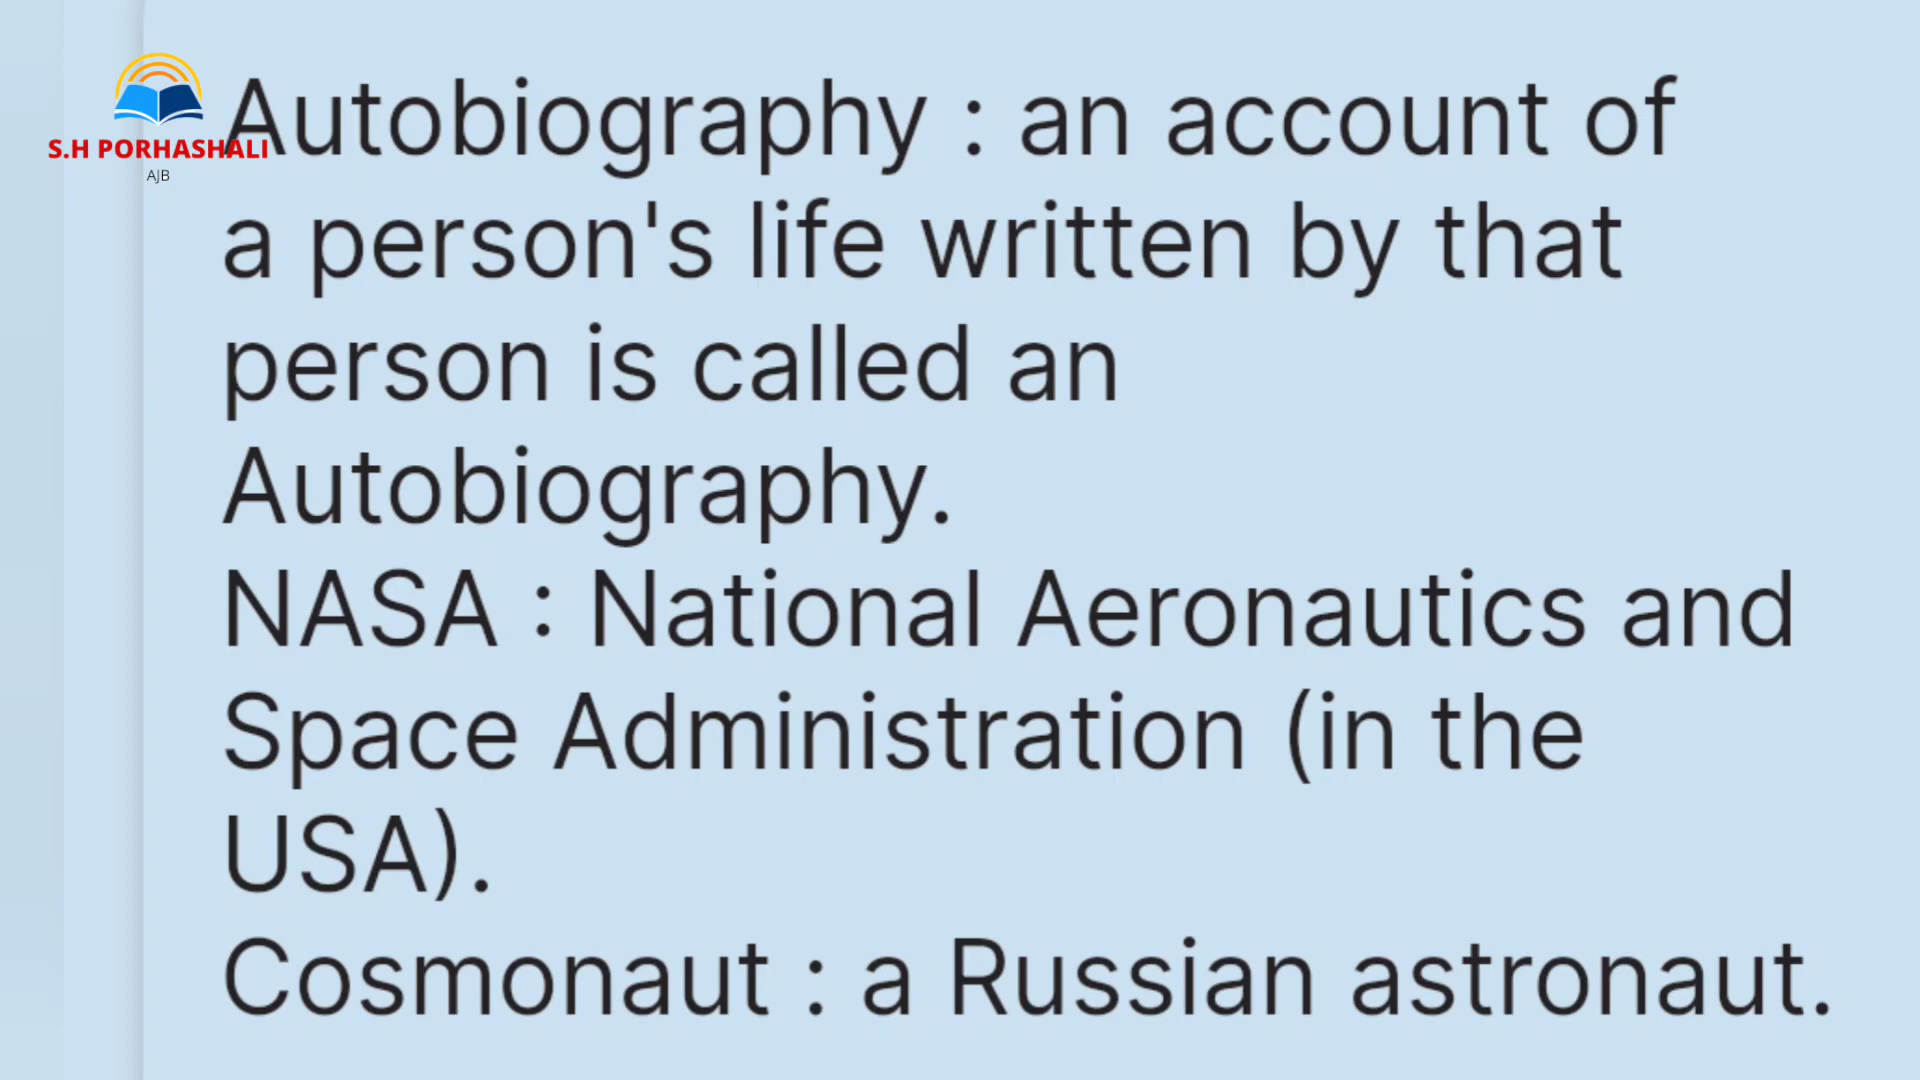 S.H PORHASHALI
AJB
Autobiography : an account of
a person's life written by that
person is called an
Autobiography.
NASA : National Aeronautics and
Space Administration (in the
USA).
Cosmonaut : a Russian astronaut.